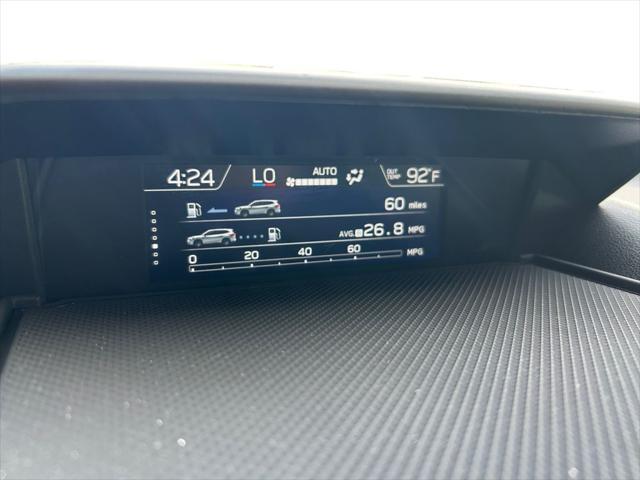 4:24 LO AUTO OUT TEMP 92°F
60 miles
AVG. B 26.8 MPG
0 20 40 60 MPG